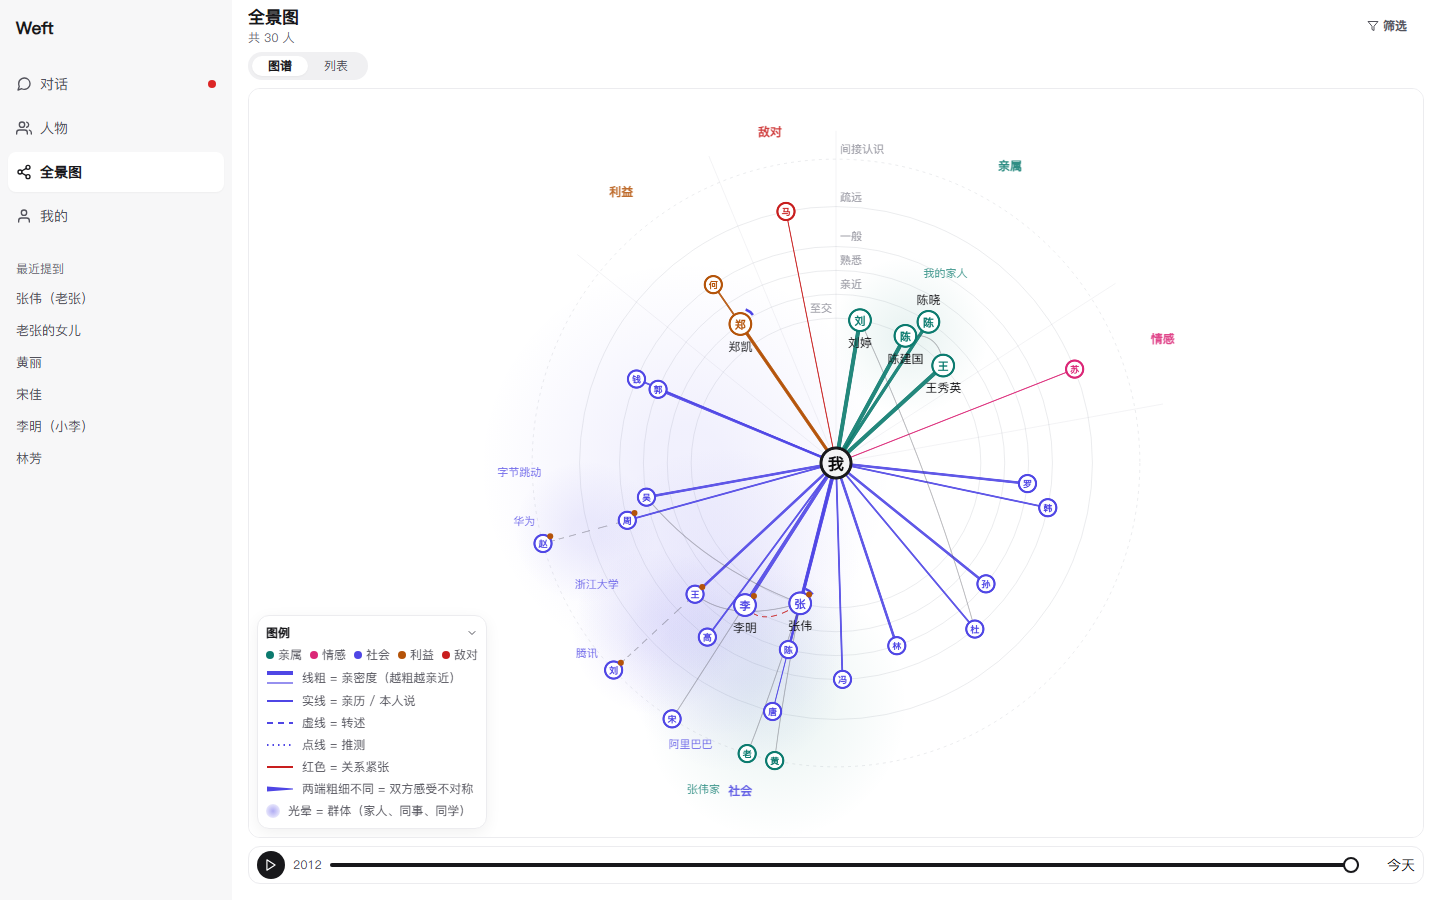 Weft
对话
人物
全景图
我的
最近提到
张伟（老张）
老张的女儿
黄丽
宋佳
李明（小李）
林芳
全景图
共 30 人
筛选
图谱
列表
敌对
间接认识
亲属
利益
疏远
马
一般
熟悉
我的家人
亲近
何
陈晓
至交
郑
刘
陈
陈
情感
郑凯
刘婷
陈建国
王
苏
王秀英
钱
郭
我
字节跳动
罗
吴
韩
华为
周
赵
浙江大学
孙
王
李
张
李明
张伟
杜
高
林
陈
腾讯
刘
冯
唐
宋
阿里巴巴
老
黄
张伟家
社会
图例
亲属 情感 社会 利益 敌对
线粗 = 亲密度（越粗越亲近）
实线 = 亲历 / 本人说
虚线 = 转述
点线 = 推测
红色 = 关系紧张
两端粗细不同 = 双方感受不对称
光晕 = 群体（家人、同事、同学）
2012
今天